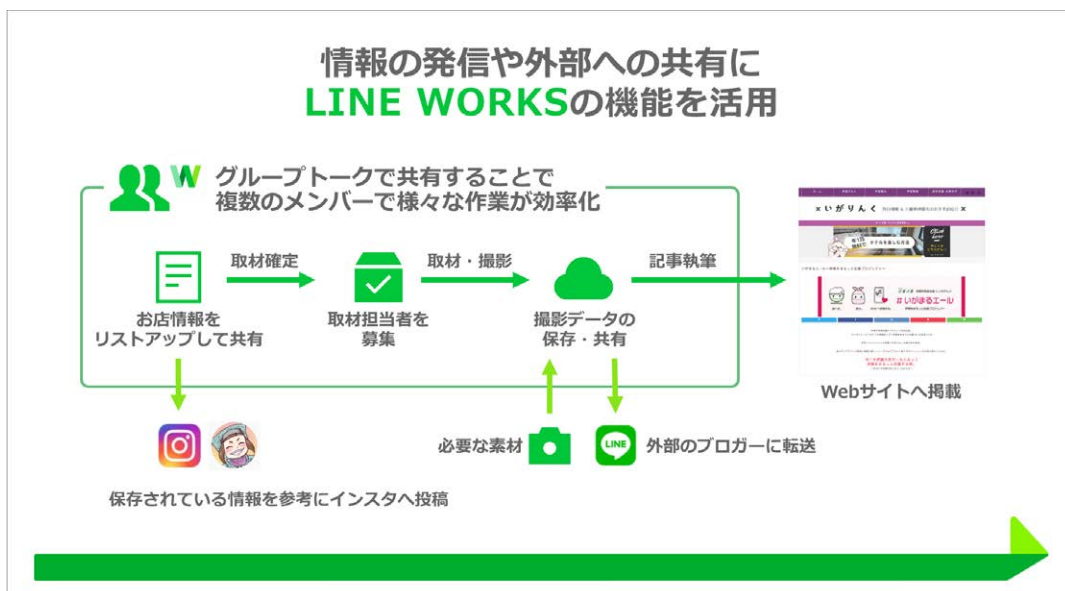 情報の発信や外部への共有に
LINE WORKSの機能を活用
グループトークで共有することで
複数のメンバーで様々な作業が効率化
取材確定
取材・撮影
記事執筆
お店情報を
リストアップして共有
取材担当者を
募集
撮影データの
保存・共有
いがりんく
#いがまるエール
Webサイトへ掲載
必要な素材
LINE
外部のブロガーに転送
保存されている情報を参考にインスタへ投稿